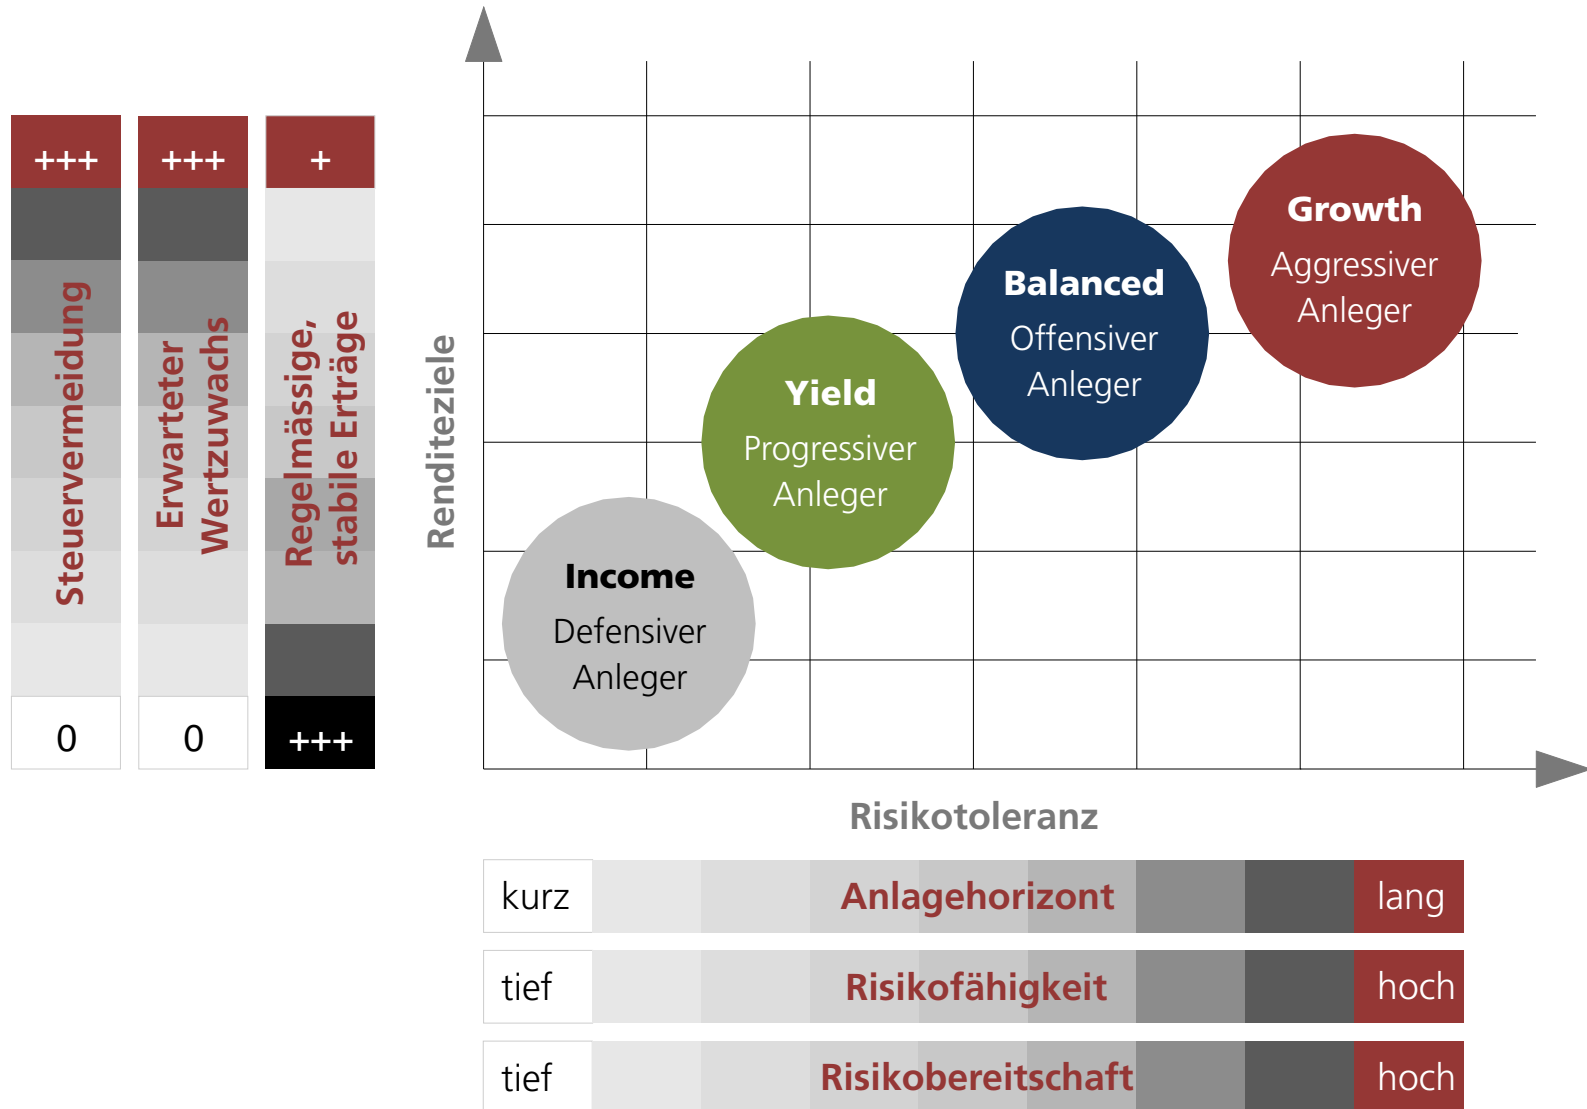 +++
+++
+
Steuervermeidung
Erwarteter
Wertzuwachs
Regelmässige,
stabile Erträge
0
0
+++
Renditeziele
Growth
Aggressiver
Anleger
Balanced
Offensiver
Anleger
Yield
Progressiver
Anleger
Income
Defensiver
Anleger
Risikotoleranz
kurz Anlagehorizont lang
tief Risikofähigkeit hoch
tief Risikobereitschaft hoch